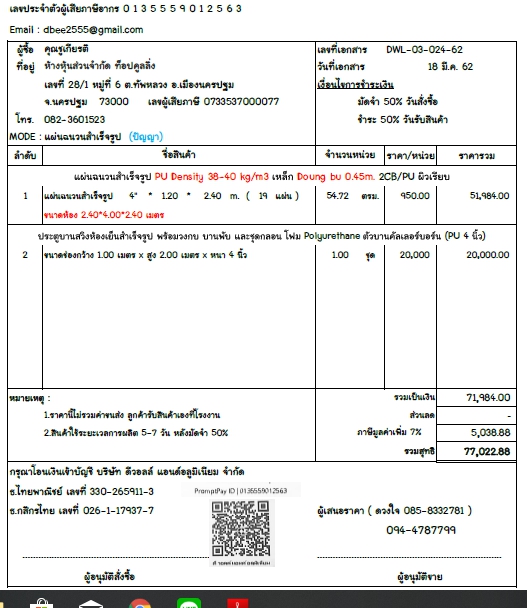 เลขประจำตัวผู้เสียภาษีอากร 0 1 3 5 5 5 9 0 1 2 5 6 3
Email : dbee2555@gmail.com
ผู้ซื้อ คุณชูเกียรติ เลขที่เอกสาร DWL-03-024-62
ที่อยู่ ห้างหุ้นส่วนจำกัด ท็อปคูลลิ่ง วันที่เอกสาร 18 มี.ค. 62
เลขที่ 28/1 หมู่ที่ 6 ต.ทัพหลวง อ.เมืองนครปฐม เงื่อนไขการชำระเงิน
จ.นครปฐม 73000 เลขผู้เสียภาษี 0733537000077 มัดจำ 50% วันสั่งซื้อ
โทร. 082-3601523 ชำระ 50% วันรับสินค้า
MODE : แผ่นฉนวนสำเร็จรูป (ปัญญา)
ลำดับ ชื่อสินค้า จำนวนหน่วย ราคา/หน่วย ราคารวม
แผ่นฉนวนสำเร็จรูป PU Density 38-40 kg/m3 เหล็ก Doung bu 0.45m. 2CB/PU ผิวเรียบ
1 แผ่นฉนวนสำเร็จรูป 4" * 1.20 * 2.40 m. ( 19 แผ่น ) 54.72 ตรม. 950.00 51,984.00
ขนาดห้อง 2.40*4.00*2.40 เมตร
ประตูบานสวิงห้องเย็นสำเร็จรูป พร้อมวงกบ บานพับ และชุดกลอน โฟม Polyurethane ตัวบานคัลเลอร์บอร์น (PU 4 นิ้ว)
2 ขนาดช่องกว้าง 1.00 เมตร x สูง 2.00 เมตร x หนา 4 นิ้ว 1.00 ชุด 20,000 20,000.00
หมายเหตุ : รวมเป็นเงิน 71,984.00
1.ราคานี้ไม่รวมค่าขนส่ง ลูกค้ารับสินค้าเองที่โรงงาน ส่วนลด -
2.สินค้าใช้ระยะเวลาการผลิต 5-7 วัน หลังมัดจำ 50% ภาษีมูลค่าเพิ่ม 7% 5,038.88
รวมสุทธิ 77,022.88
กรุณาโอนเงินเข้าบัญชี บริษัท ดีวอลล์ แอนด์อลูมิเนียม จำกัด
ธ.ไทยพาณิชย์ เลขที่ 330-265911-3 PromptPay ID | 0135559012563
ธ.กสิกรไทย เลขที่ 026-1-17937-7 ผู้เสนอราคา ( ดวงใจ 085-8332781 )
094-4787799
ผู้อนุมัติสั่งซื้อ ผู้อนุมัติขาย